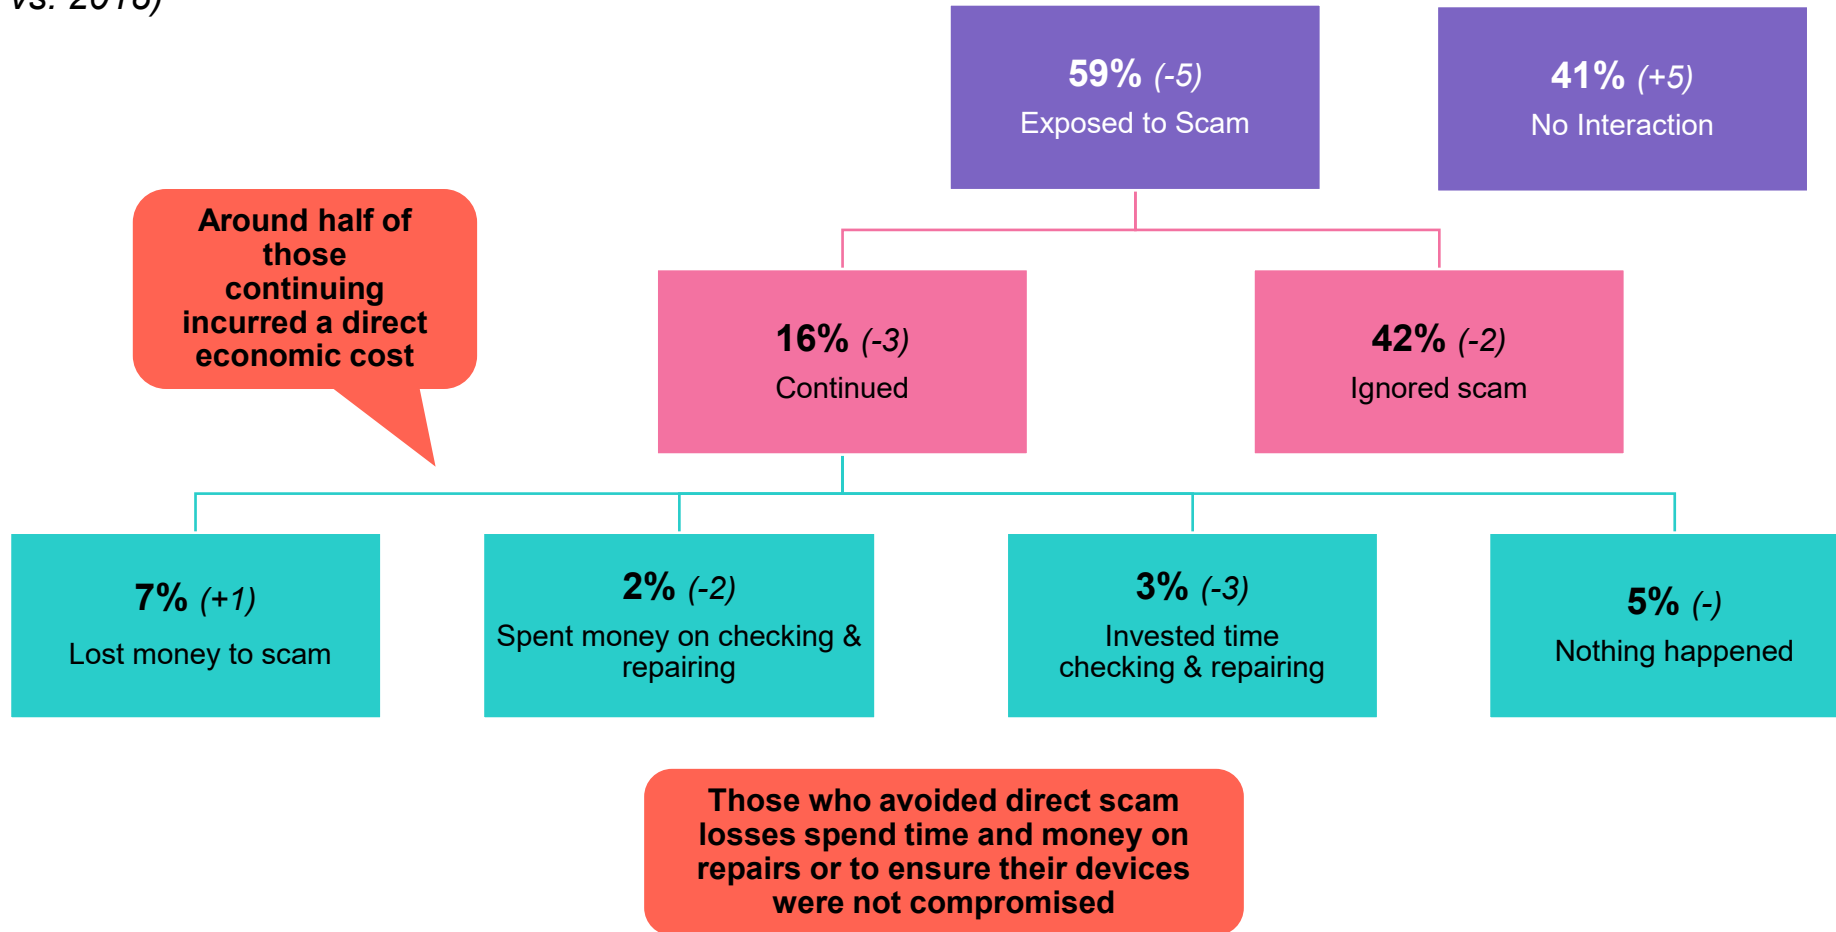 vs. 2018)
59% (-5)
Exposed to Scam
41% (+5)
No Interaction
Around half of
those
continuing
incurred a direct
economic cost
16% (-3)
Continued
42% (-2)
Ignored scam
7% (+1)
Lost money to scam
2% (-2)
Spent money on checking &
repairing
3% (-3)
Invested time
checking & repairing
5% (-)
Nothing happened
Those who avoided direct scam
losses spend time and money on
repairs or to ensure their devices
were not compromised